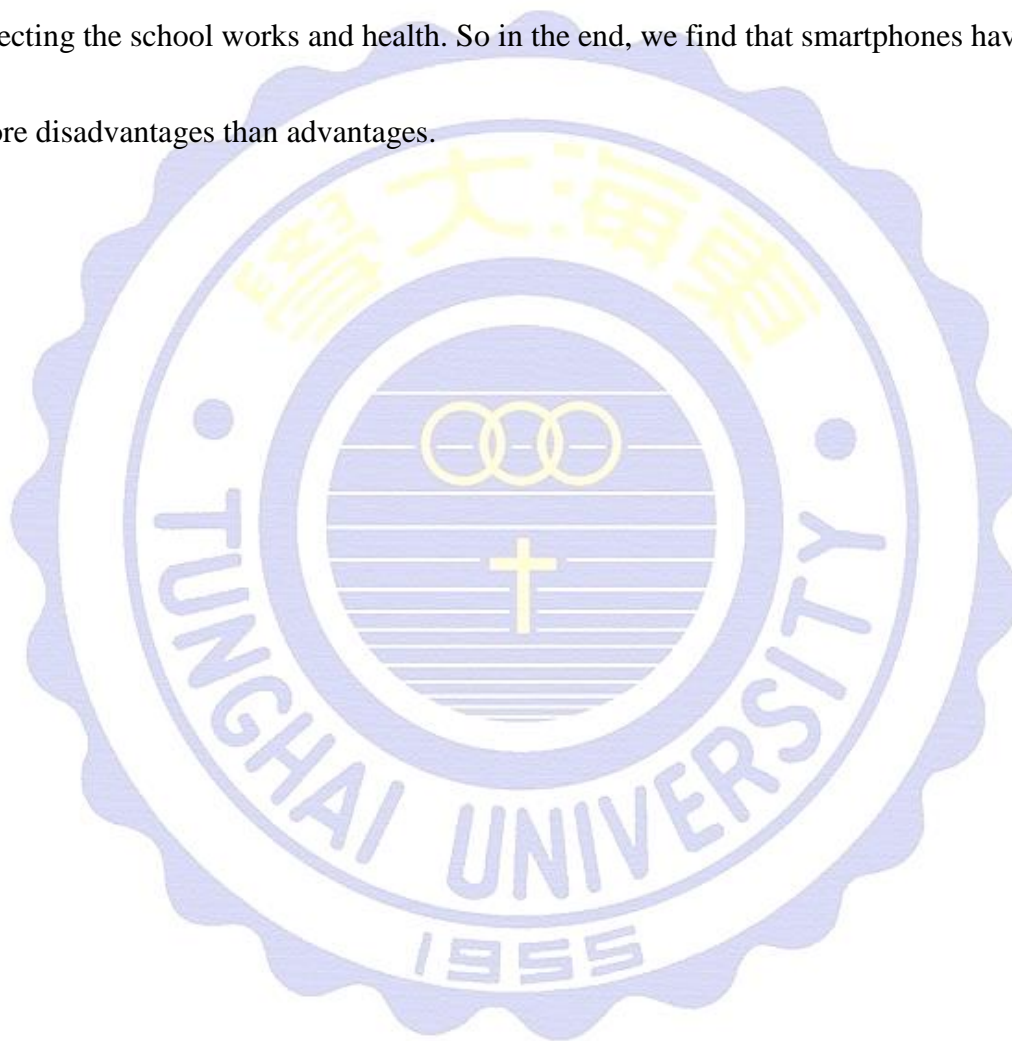 ecting the school works and health. So in the end, we find that smartphones hav
ore disadvantages than advantages.
學大海東
TUNGHAI UNIVERSITY
1955